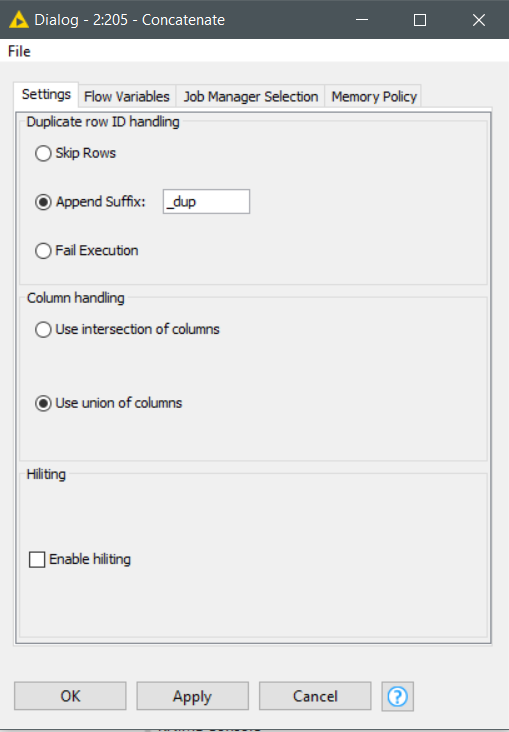 Dialog - 2:205 - Concatenate
File
Settings Flow Variables Job Manager Selection Memory Policy
Duplicate row ID handling
Skip Rows
Append Suffix: _dup
Fail Execution
Column handling
Use intersection of columns
Use union of columns
Hiliting
Enable hiliting
OK Apply Cancel ?